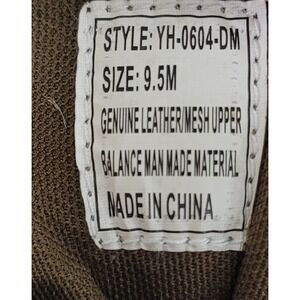 STYLE: YH-0604-DM
SIZE: 9.5M
GENUINE LEATHER/MESH UPPER
BALANCE MAN MADE MATERIAL
MADE IN CHINA